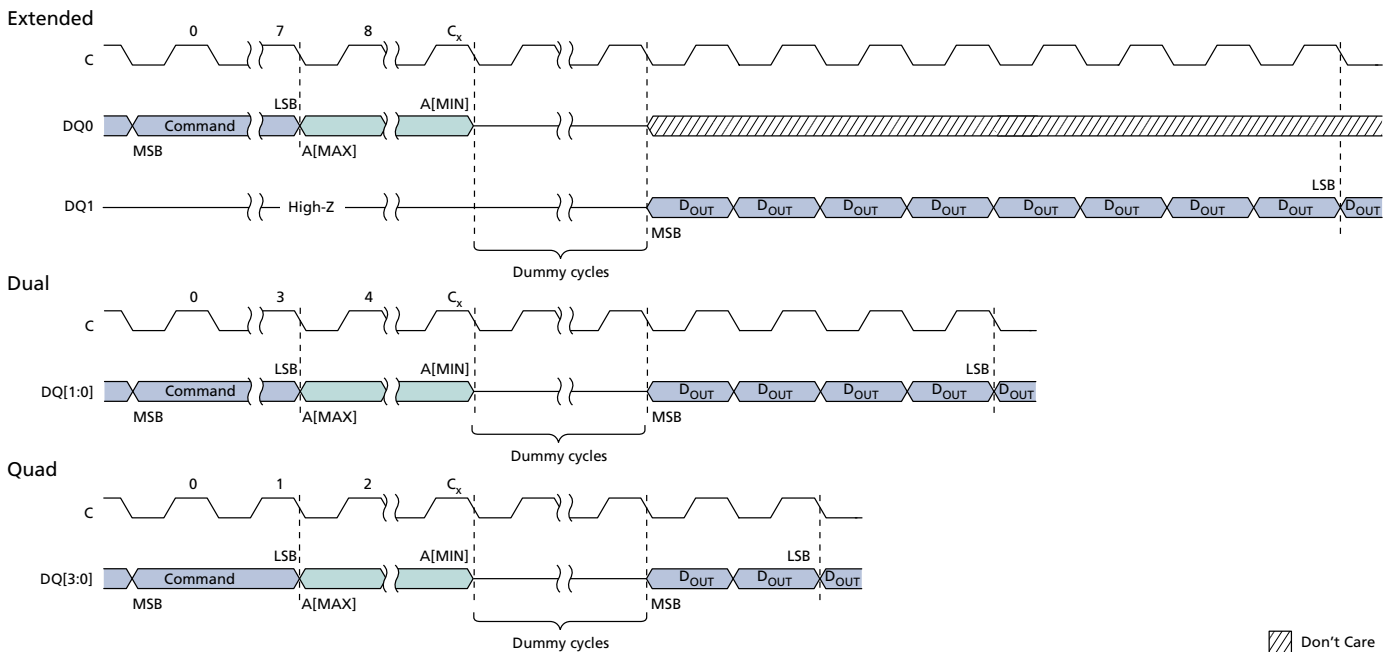 Extended
0 7 8 Cx
C
LSB A[MIN]
DQ0 Command
MSB A[MAX]
LSB
DQ1 High-Z DOUT DOUT DOUT DOUT DOUT DOUT DOUT DOUT DOUT
MSB
Dummy cycles
Dual
0 3 4 Cx
C
LSB A[MIN] LSB
DQ[1:0] Command DOUT DOUT DOUT DOUT DOUT
MSB A[MAX] MSB
Dummy cycles
Quad
0 1 2 Cx
C
LSB A[MIN] LSB
DQ[3:0] Command DOUT DOUT DOUT
MSB A[MAX] MSB
Dummy cycles
Don't Care